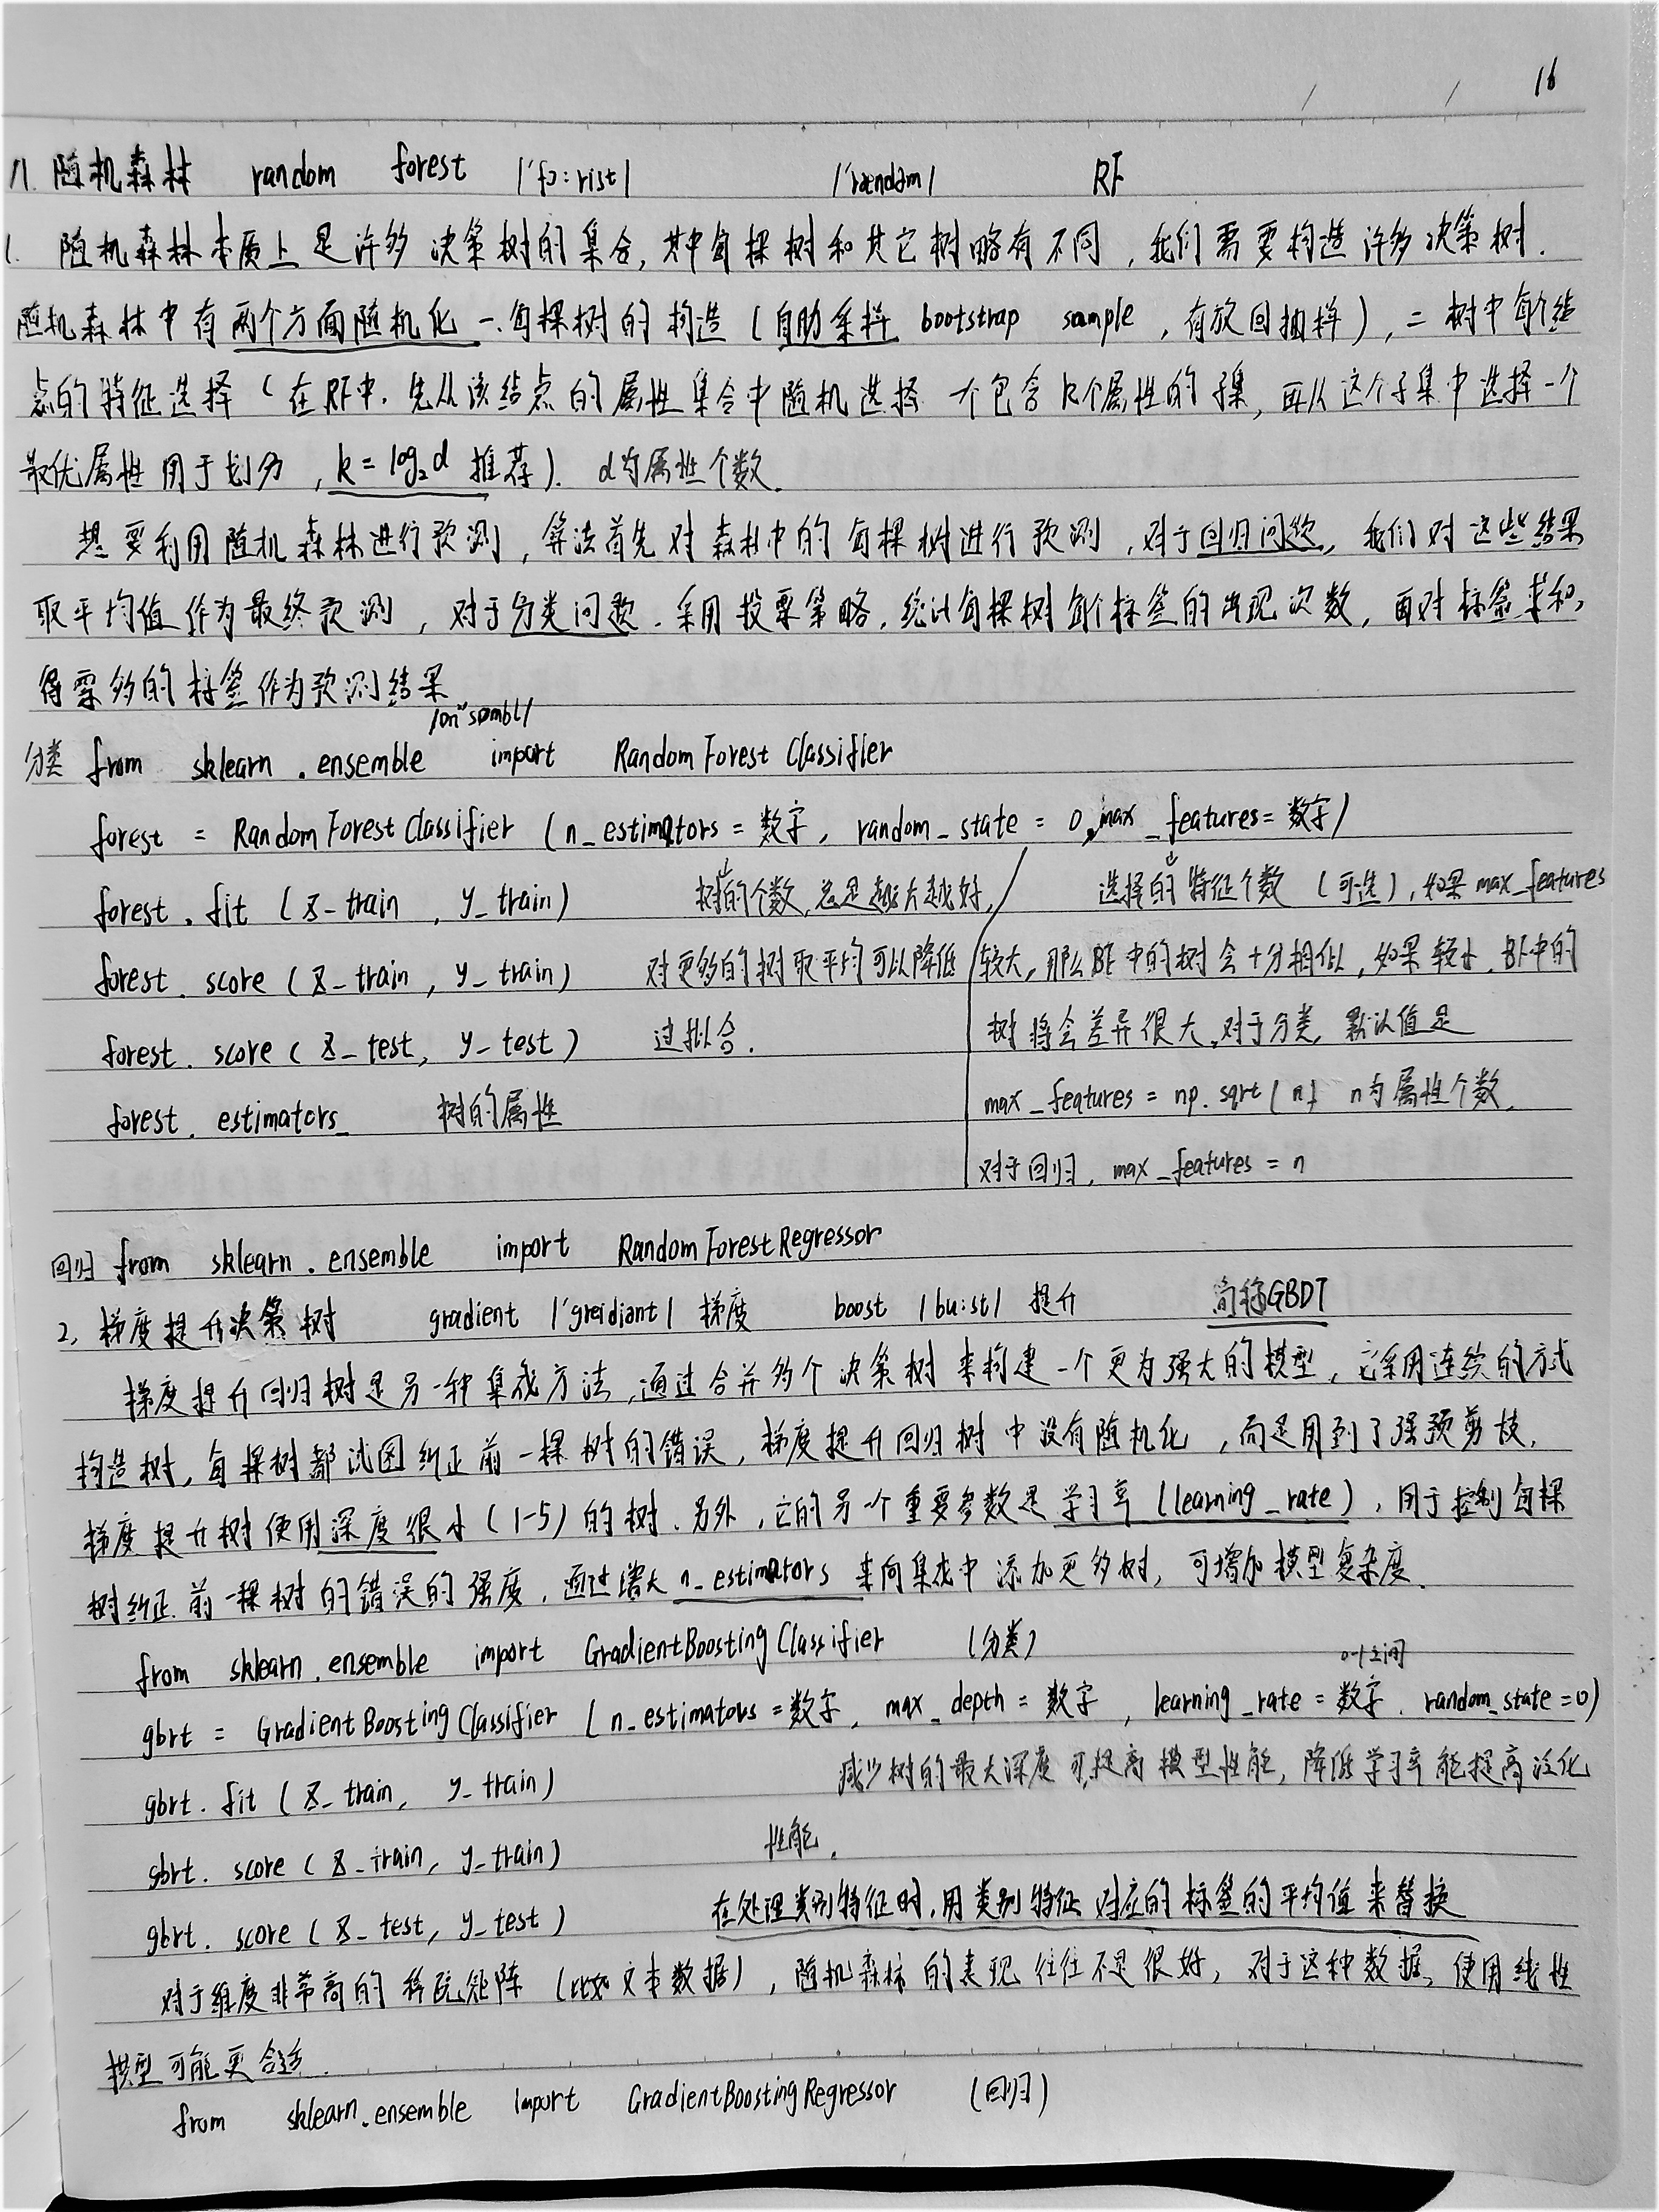 16
八. 随机森林 random forest /'fɔ:rist/ /'rændəm/ RF
1. 随机森林本质上是许多决策树的集合, 其中每棵树和其它树略有不同, 我们需要构造许多决策树.
随机森林中有两个方面随机化 一.每棵树的构造 (自助采样 bootstrap sample, 有放回抽样), 二 树中每个结
点的特征选择 (在RF中. 先从该结点的属性集合中随机选择 一个包含k个属性的子集, 再从这个子集中选择一个
最优属性用于划分, k = log₂d 推荐). d为属性个数.
想要利用随机森林进行预测, 算法首先对森林中的每棵树进行预测, 对于回归问题, 我们对这些结果
取平均值作为最终预测, 对于分类问题. 采用投票策略, 统计每棵树每个标签的出现次数, 再对标签求和,
得票多的标签作为预测结果
分类 from sklearn.ensemble import RandomForestClassifier
forest = RandomForestClassifier (n_estimators = 数字, random_state = 0, max_features = 数字)
forest.fit (X_train, y_train) 树的个数, 总是越大越好, 选择的特征个数 (可选), 如果 max_features
forest.score (X_train, y_train) 对更多的树取平均可以降低 较大, 那么RF中的树会十分相似, 如果较小, RF中的
forest.score (X_test, y_test) 过拟合. 树将会差异很大. 对于分类, 默认值是
forest.estimators_ 树的属性 max_features = np.sqrt(n) n为属性个数.
对于回归, max_features = n
回归 from sklearn.ensemble import RandomForestRegressor
2, 梯度提升决策树 gradient /'greidiənt/ 梯度 boost /bu:st/ 提升 简称GBDT
梯度提升回归树是另一种集成方法, 通过合并多个决策树来构建一个更为强大的模型, 它采用连续的方式
构造树, 每棵树都试图纠正前一棵树的错误, 梯度提升回归树中没有随机化, 而是用到了强预剪枝.
梯度提升树使用深度很小 (1-5) 的树. 另外, 它的另一个重要参数是学习率 (learning_rate), 用于控制每棵
树纠正前一棵树的错误的强度. 通过增大 n_estimators 来向集成中添加更多树, 可增加模型复杂度.
from sklearn.ensemble import GradientBoostingClassifier (分类)
0-1之间
gbrt = GradientBoostingClassifier (n_estimators = 数字, max_depth = 数字, learning_rate = 数字, random_state = 0)
gbrt.fit (X_train, y_train) 减少树的最大深度可提高模型性能, 降低学习率能提高泛化
gbrt.score (X_train, y_train) 性能.
gbrt.score (X_test, y_test) 在处理类别特征时, 用类别特征对应的标签的平均值来替换
对于维度非常高的稀疏矩阵 (比如文本数据), 随机森林的表现往往不是很好, 对于这种数据, 使用线性
模型可能更合适.
from sklearn.ensemble import GradientBoostingRegressor (回归)